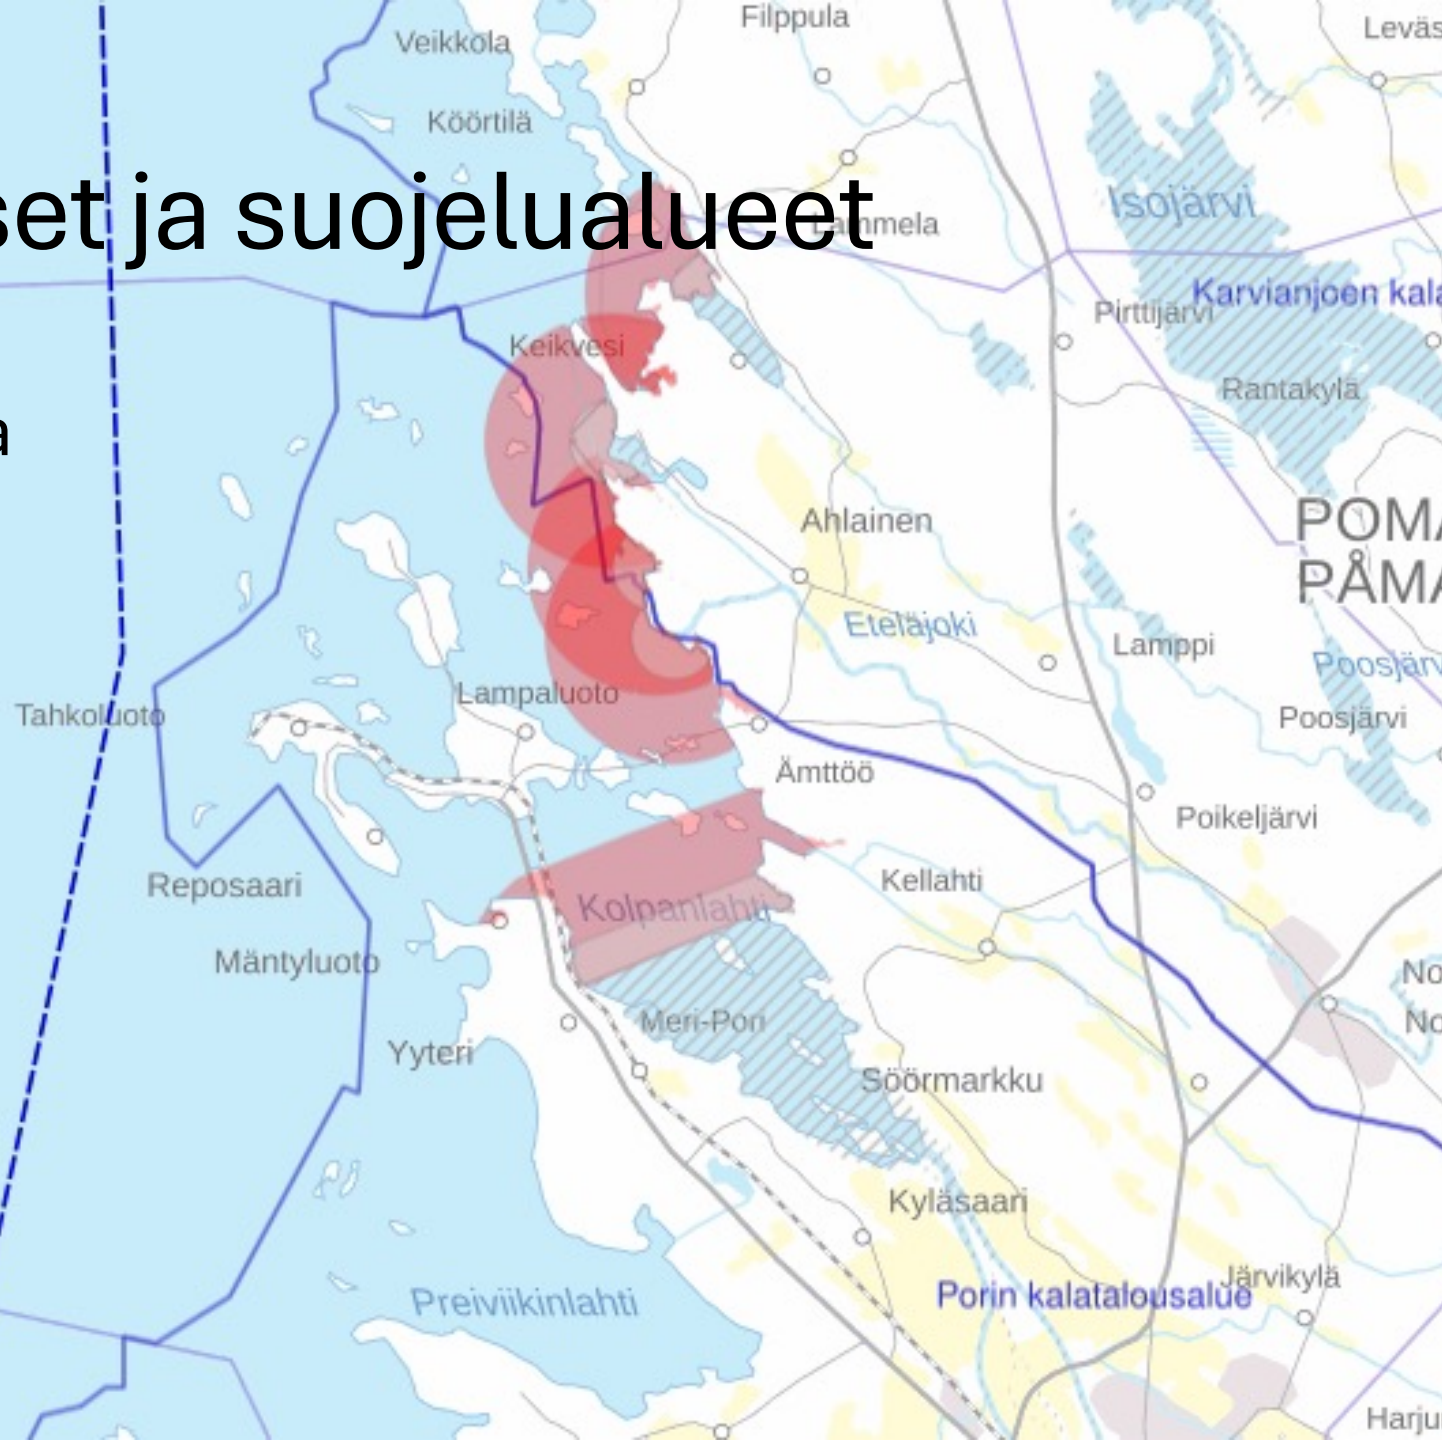 Filppula
Leväs
Veikkola
Köörtilä
set ja suojelualueet
Lammela
Isojärvi
Karvianjoen kala
Pirttijärvi
Keikvesi
Rantakylä
a
Ahlainen
POMA
PÅMA
Eteläjoki
Lamppi
Poosjärv
Lampaluoto
Tahkoluoto
Poosjärvi
Ämttöö
Poikeljärvi
Reposaari
Kellahti
Kolpanlahti
Mäntyluoto
No
Meri-Pori
No
Yyteri
Söörmarkku
Kyläsaari
Järvikylä
Preiviikinlahti
Porin kalatalousalue
Harju